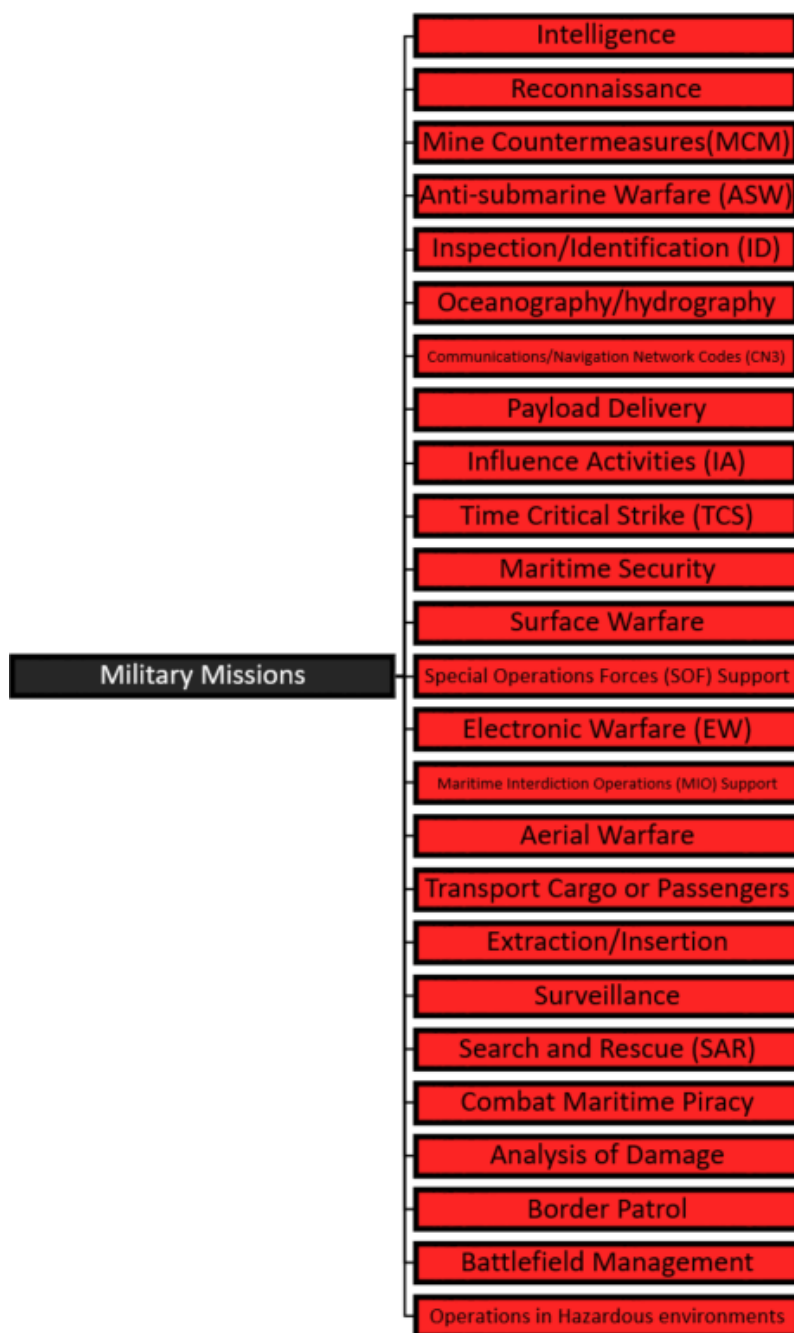 Intelligence
Reconnaissance
Mine Countermeasures(MCM)
Anti-submarine Warfare (ASW)
Inspection/Identification (ID)
Oceanography/hydrography
Communications/Navigation Network Codes (CN3)
Payload Delivery
Influence Activities (IA)
Time Critical Strike (TCS)
Maritime Security
Surface Warfare
Military Missions
Special Operations Forces (SOF) Support
Electronic Warfare (EW)
Maritime Interdiction Operations (MIO) Support
Aerial Warfare
Transport Cargo or Passengers
Extraction/Insertion
Surveillance
Search and Rescue (SAR)
Combat Maritime Piracy
Analysis of Damage
Border Patrol
Battlefield Management
Operations in Hazardous environments